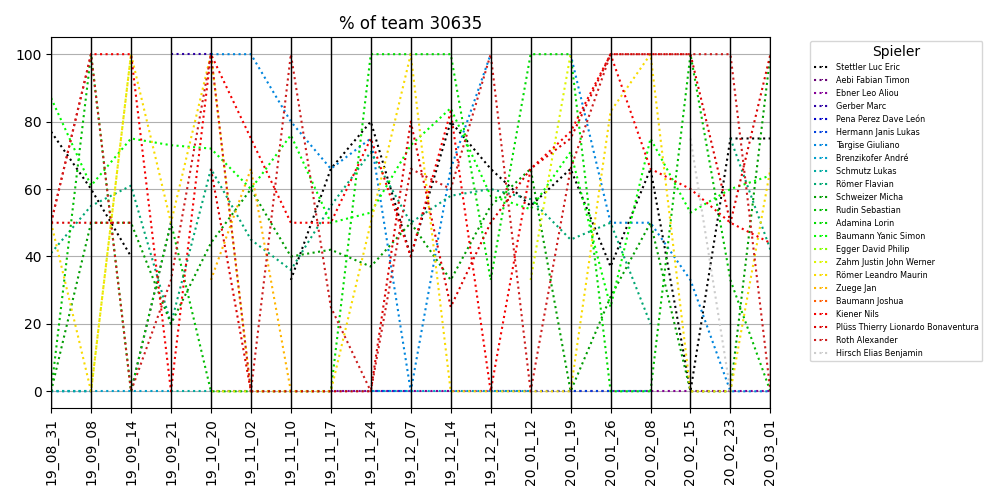 % of team 30635
100
80
60
40
20
0
19_08_31
19_09_08
19_09_14
19_09_21
19_10_20
19_11_02
19_11_10
19_11_17
19_11_24
19_12_07
19_12_14
19_12_21
20_01_12
20_01_19
20_01_26
20_02_08
20_02_15
20_02_23
20_03_01
Spieler
Stettler Luc Eric
Aebi Fabian Timon
Ebner Leo Aliou
Gerber Marc
Pena Perez Dave León
Hermann Janis Lukas
Targise Giuliano
Brenzikofer André
Schmutz Lukas
Römer Flavian
Schweizer Micha
Rudin Sebastian
Adamina Lorin
Baumann Yanic Simon
Egger David Philip
Zahm Justin John Werner
Römer Leandro Maurin
Zuege Jan
Baumann Joshua
Kiener Nils
Plüss Thierry Lionardo Bonaventura
Roth Alexander
Hirsch Elias Benjamin